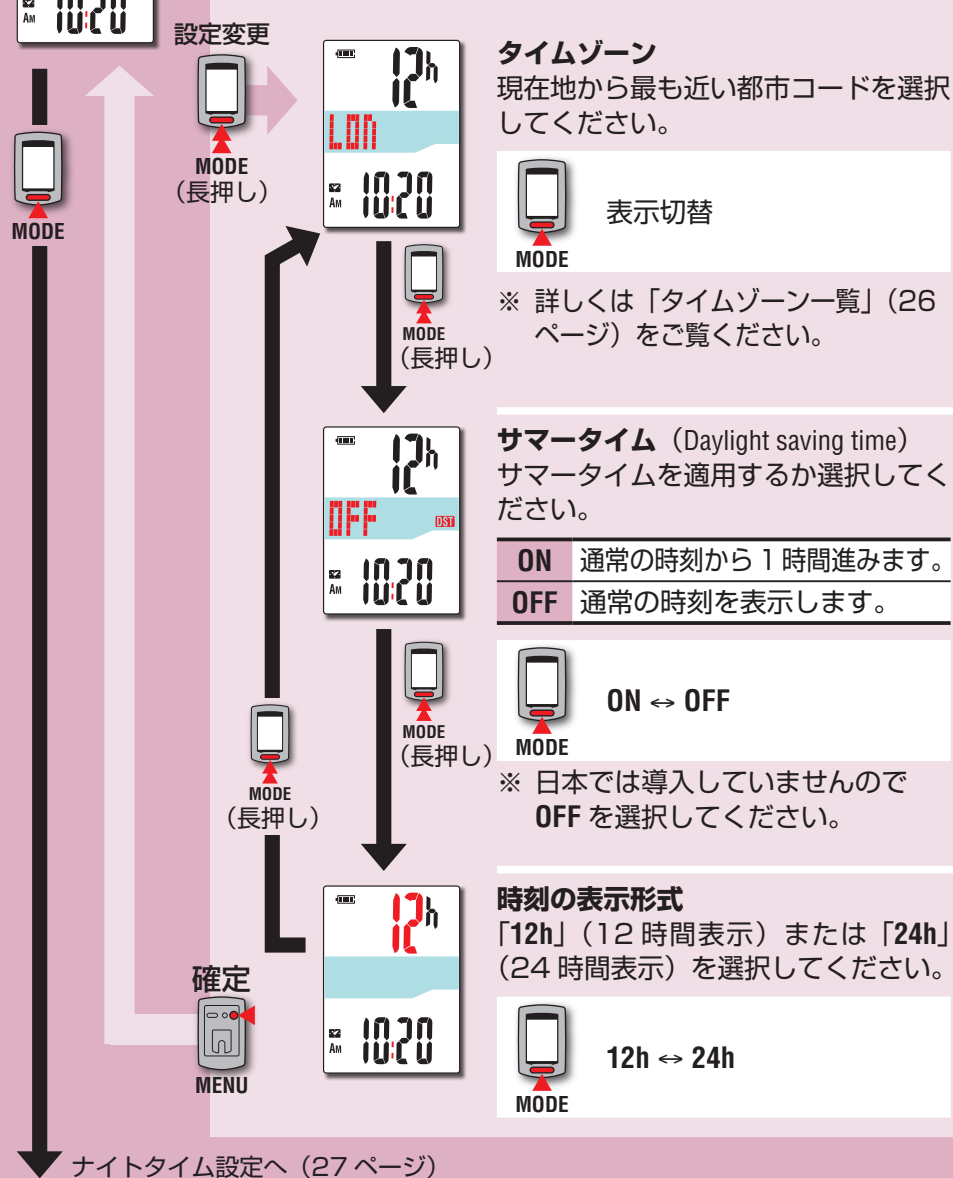 AM 10:20
設定変更
MODE
（長押し）
MODE
12h
LON
AM 10:20
タイムゾーン
現在地から最も近い都市コードを選択
してください。
MODE
表示切替
※ 詳しくは「タイムゾーン一覧」（26
ページ）をご覧ください。
MODE
（長押し）
12h
OFF DST
AM 10:20
サマータイム（Daylight saving time）
サマータイムを適用するか選択してく
ださい。
ON 通常の時刻から 1 時間進みます。
OFF 通常の時刻を表示します。
MODE
ON ⇔ OFF
※ 日本では導入していませんので
OFF を選択してください。
MODE
（長押し）
MODE
（長押し）
12h
AM 10:20
時刻の表示形式
「12h」（12 時間表示）または「24h」
（24 時間表示）を選択してください。
MODE
12h ⇔ 24h
確定
MENU
ナイトタイム設定へ（27 ページ）